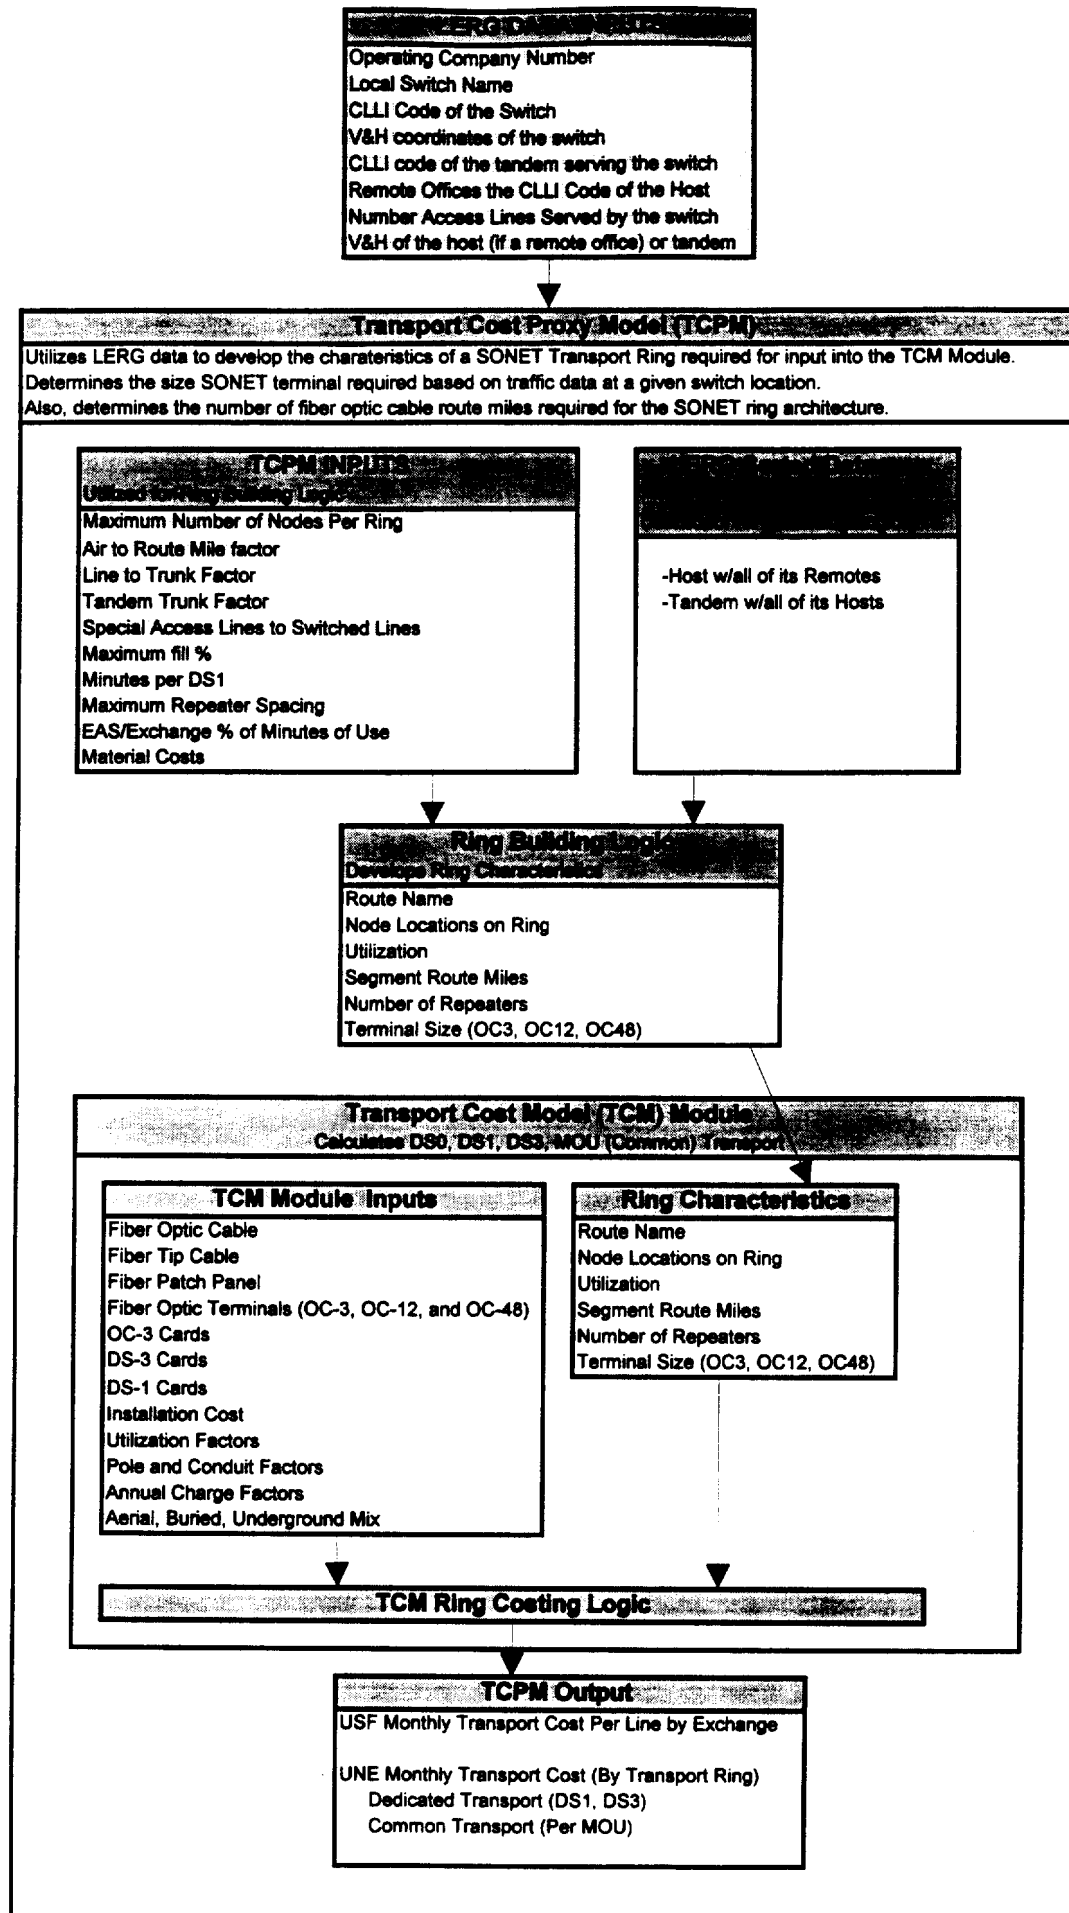 LERG DATA INPUTS
Operating Company Number
Local Switch Name
CLLI Code of the Switch
V&H coordinates of the switch
CLLI code of the tandem serving the switch
Remote Offices the CLLI Code of the Host
Number Access Lines Served by the switch
V&H of the host (if a remote office) or tandem
Transport Cost Proxy Model (TCPM)
Utilizes LERG data to develop the charateristics of a SONET Transport Ring required for input into the TCM Module.
Determines the size SONET terminal required based on traffic data at a given switch location.
Also, determines the number of fiber optic cable route miles required for the SONET ring architecture.
TCPM INPUTS
Utilized for Ring Building Logic
Maximum Number of Nodes Per Ring
Air to Route Mile factor
Line to Trunk Factor
Tandem Trunk Factor
Special Access Lines to Switched Lines
Maximum fill %
Minutes per DS1
Maximum Repeater Spacing
EAS/Exchange % of Minutes of Use
Material Costs
-Host w/all of its Remotes
-Tandem w/all of its Hosts
Ring Building Logic
Develops Ring Characteristics
Route Name
Node Locations on Ring
Utilization
Segment Route Miles
Number of Repeaters
Terminal Size (OC3, OC12, OC48)
Transport Cost Model (TCM) Module
Calculates DS0, DS1, DS3, MOU (Common) Transport
TCM Module Inputs
Fiber Optic Cable
Fiber Tip Cable
Fiber Patch Panel
Fiber Optic Terminals (OC-3, OC-12, and OC-48)
OC-3 Cards
DS-3 Cards
DS-1 Cards
Installation Cost
Utilization Factors
Pole and Conduit Factors
Annual Charge Factors
Aerial, Buried, Underground Mix
Ring Characteristics
Route Name
Node Locations on Ring
Utilization
Segment Route Miles
Number of Repeaters
Terminal Size (OC3, OC12, OC48)
TCM Ring Costing Logic
TCPM Output
USF Monthly Transport Cost Per Line by Exchange
UNE Monthly Transport Cost (By Transport Ring)
Dedicated Transport (DS1, DS3)
Common Transport (Per MOU)